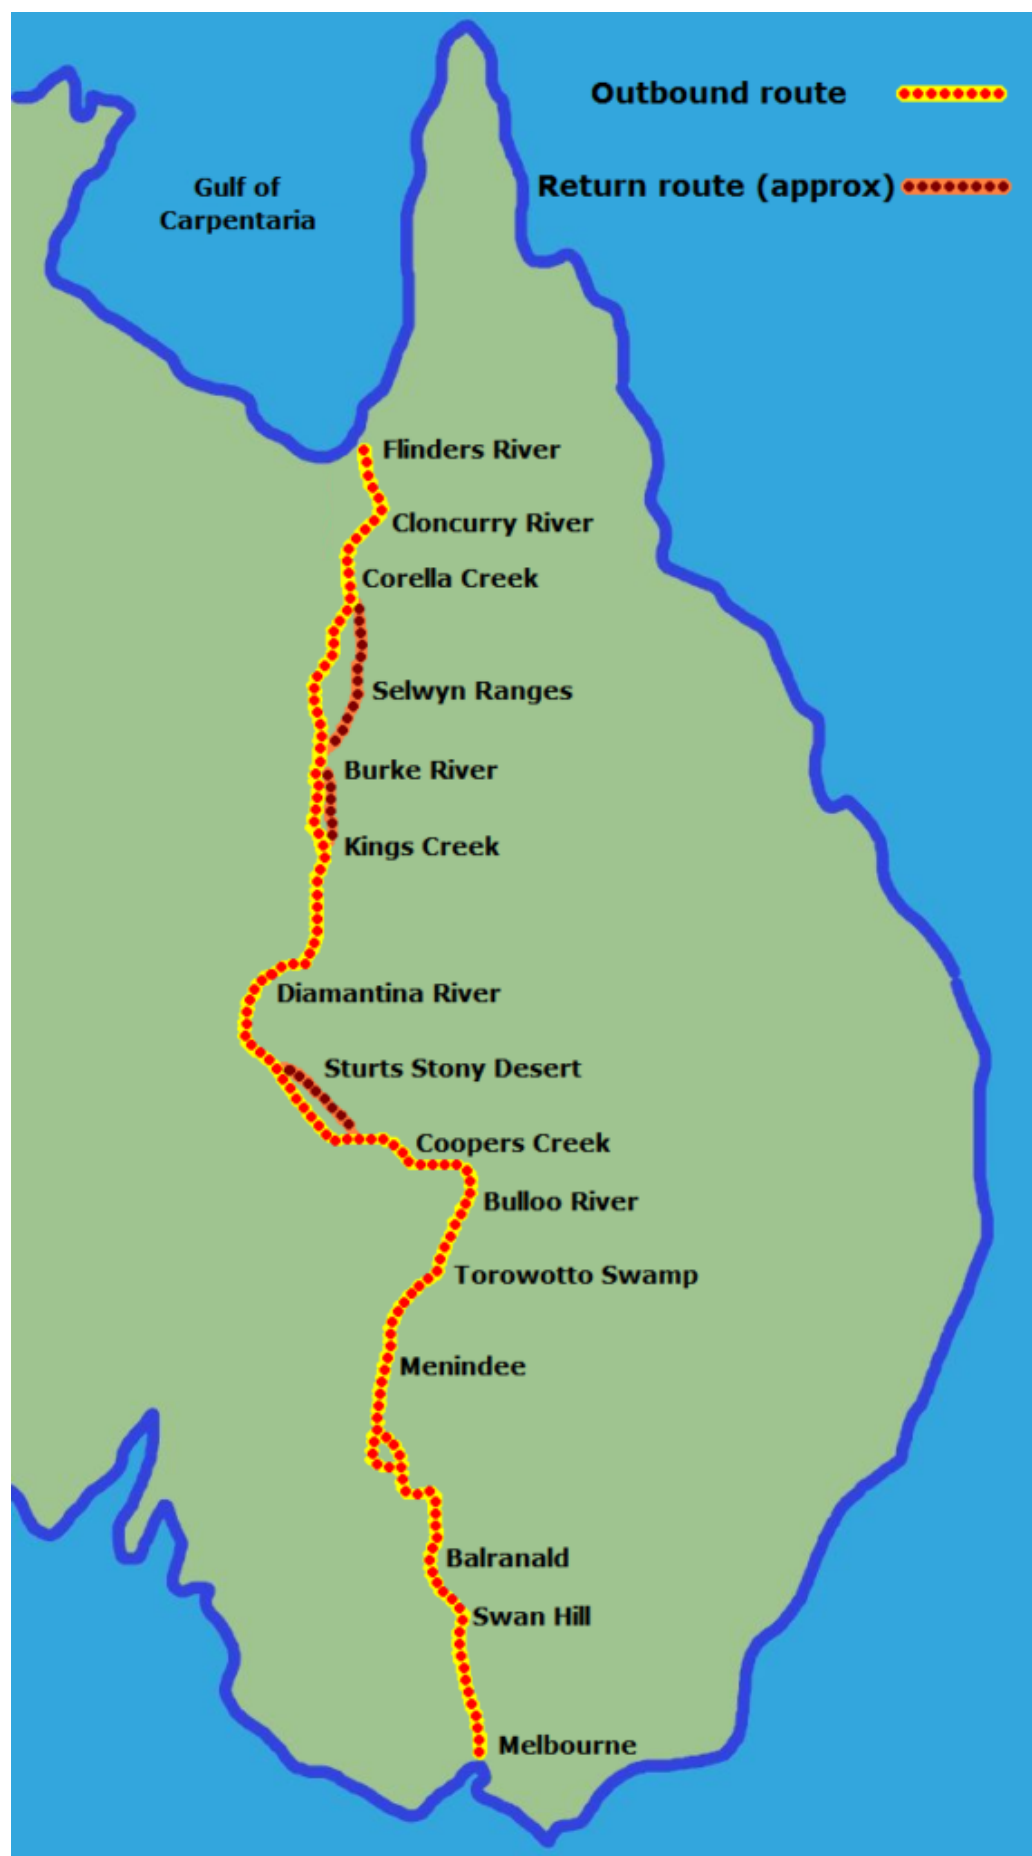 Outbound route
Return route (approx)
Gulf of
Carpentaria
Flinders River
Cloncurry River
Corella Creek
Selwyn Ranges
Burke River
Kings Creek
Diamantina River
Sturts Stony Desert
Coopers Creek
Bulloo River
Torowotto Swamp
Menindee
Balranald
Swan Hill
Melbourne